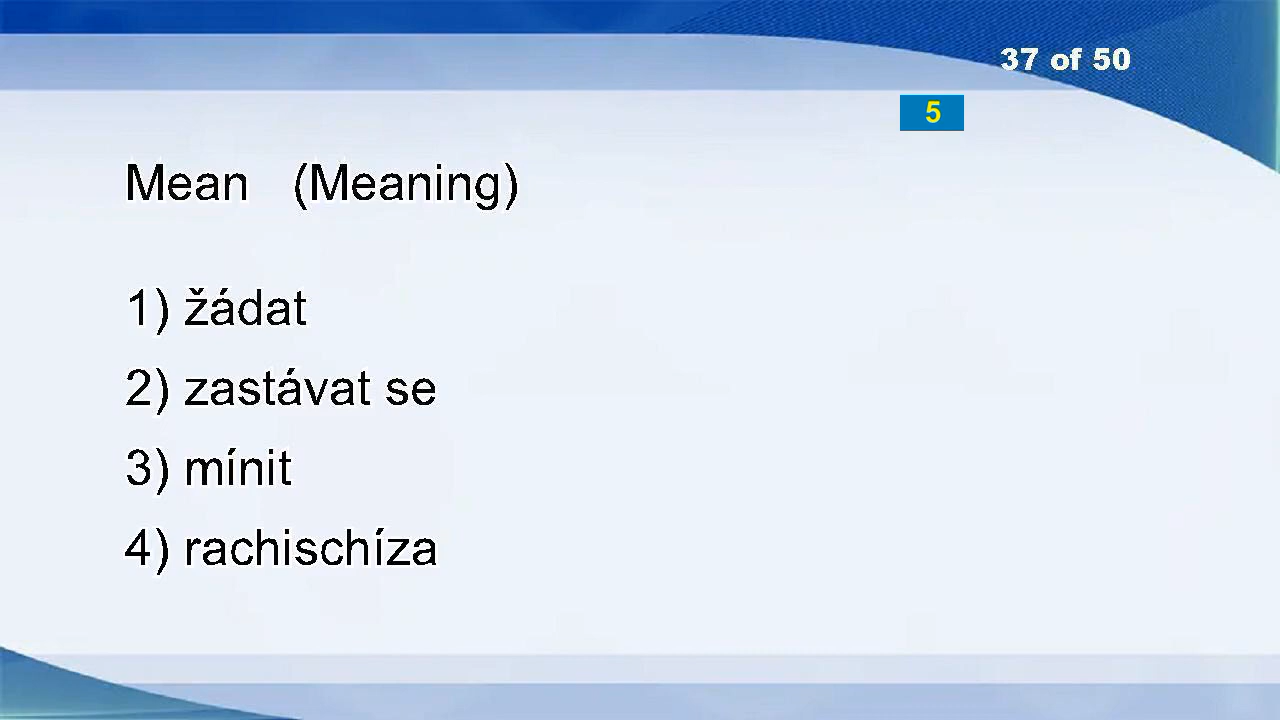 37 of 50
5
Mean (Meaning)
1) žádat
2) zastávat se
3) mínit
4) rachischíza